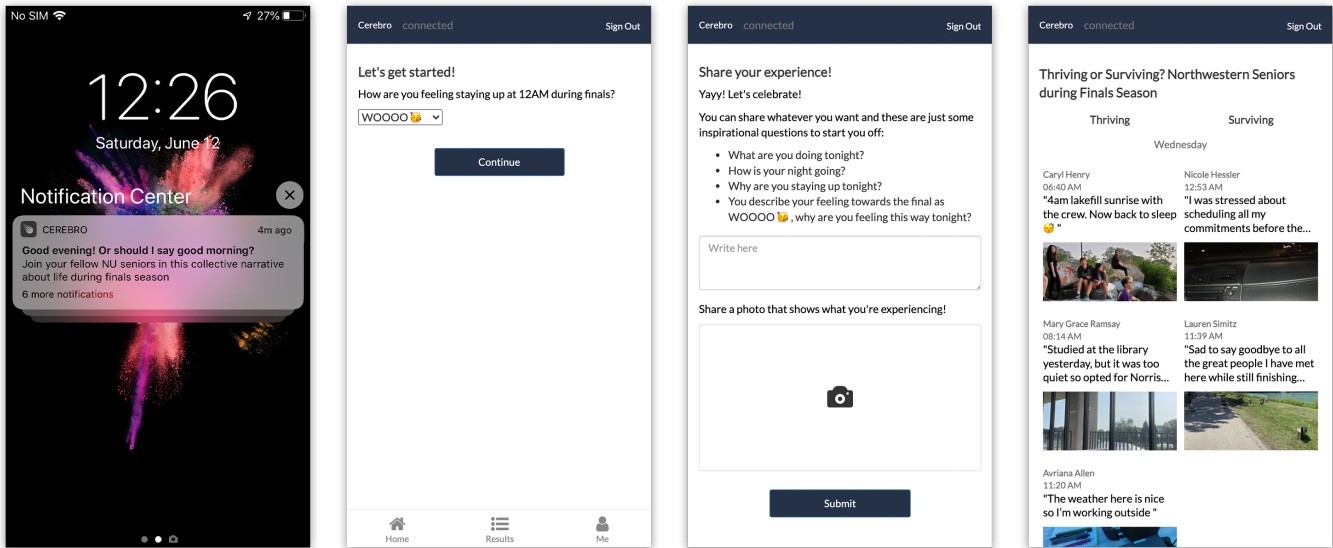 No SIM 27%
12:26
Saturday, June 12
Notification Center
CEREBRO 4m ago
Good evening! Or should I say good morning?
Join your fellow NU seniors in this collective narrative
about life during finals season
6 more notifications
Cerebro connected Sign Out
Let's get started!
How are you feeling staying up at 12AM during finals?
WOOOO🥳
Continue
Home Results Me
Cerebro connected Sign Out
Share your experience!
Yayy! Let's celebrate!
You can share whatever you want and these are just some
inspirational questions to start you off:
• What are you doing tonight?
• How is your night going?
• Why are you staying up tonight?
• You describe your feeling towards the final as
WOOOO🥳, why are you feeling this way tonight?
Write here
Share a photo that shows what you're experiencing!
Submit
Cerebro connected Sign Out
Thriving or Surviving? Northwestern Seniors
during Finals Season
Thriving Surviving
Wednesday
Caryl Henry
06:40 AM
"4am lakefill sunrise with
the crew. Now back to sleep
😴 "
Nicole Hessler
12:53 AM
"I was stressed about
scheduling all my
commitments before the...
Mary Grace Ramsay
08:14 AM
"Studied at the library
yesterday, but it was too
quiet so opted for Norris...
Lauren Simitz
11:39 AM
"Sad to say goodbye to all
the great people I have met
here while still finishing...
Avriana Allen
11:20 AM
"The weather here is nice
so I'm working outside "